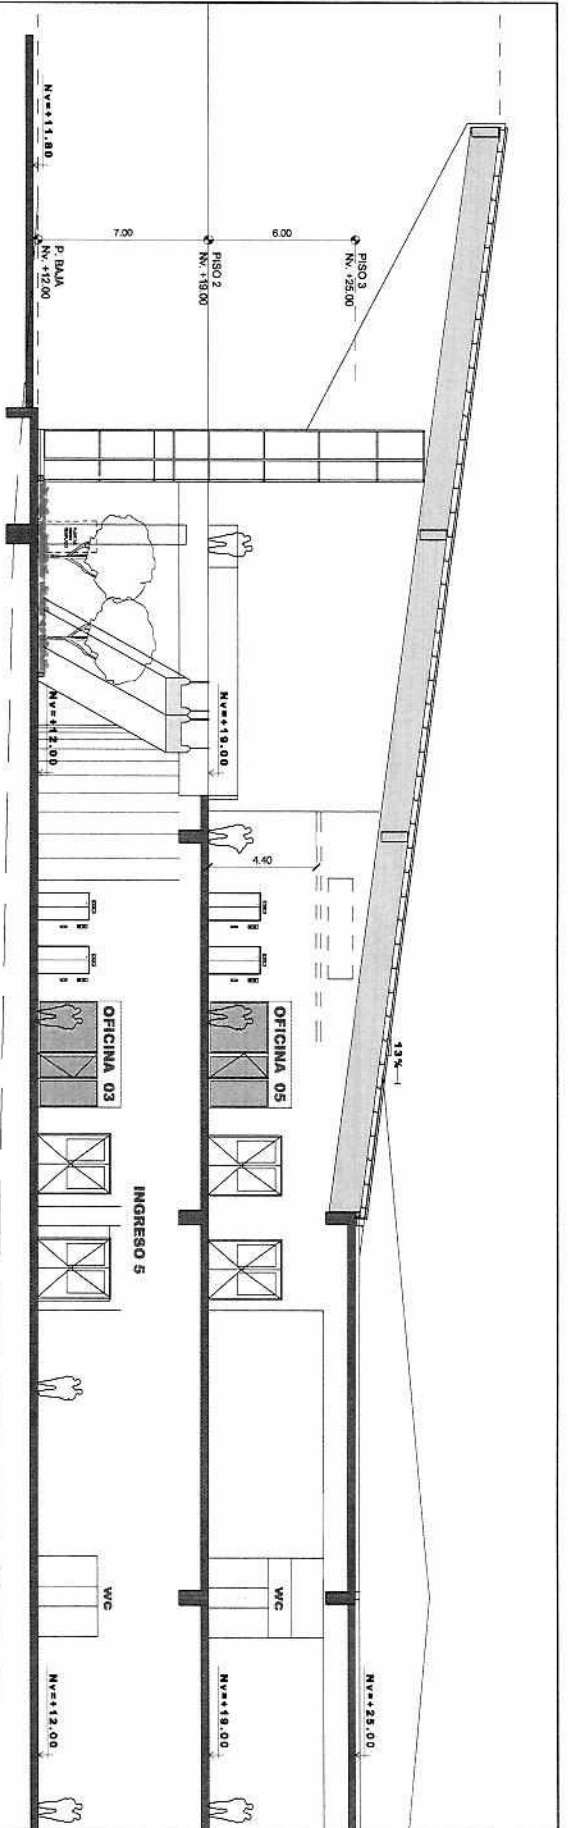 13%
PISO 3
Nv. +25.00
6.00
PISO 2
Nv. +19.00
7.00
P. BAJA
Nv. +12.00
Nv=+11.80
Nv=+19.00
Nv=+12.00
4.40
OFICINA 05
OFICINA 03
INGRESO 5
WC
WC
Nv=+25.00
Nv=+19.00
Nv=+12.00